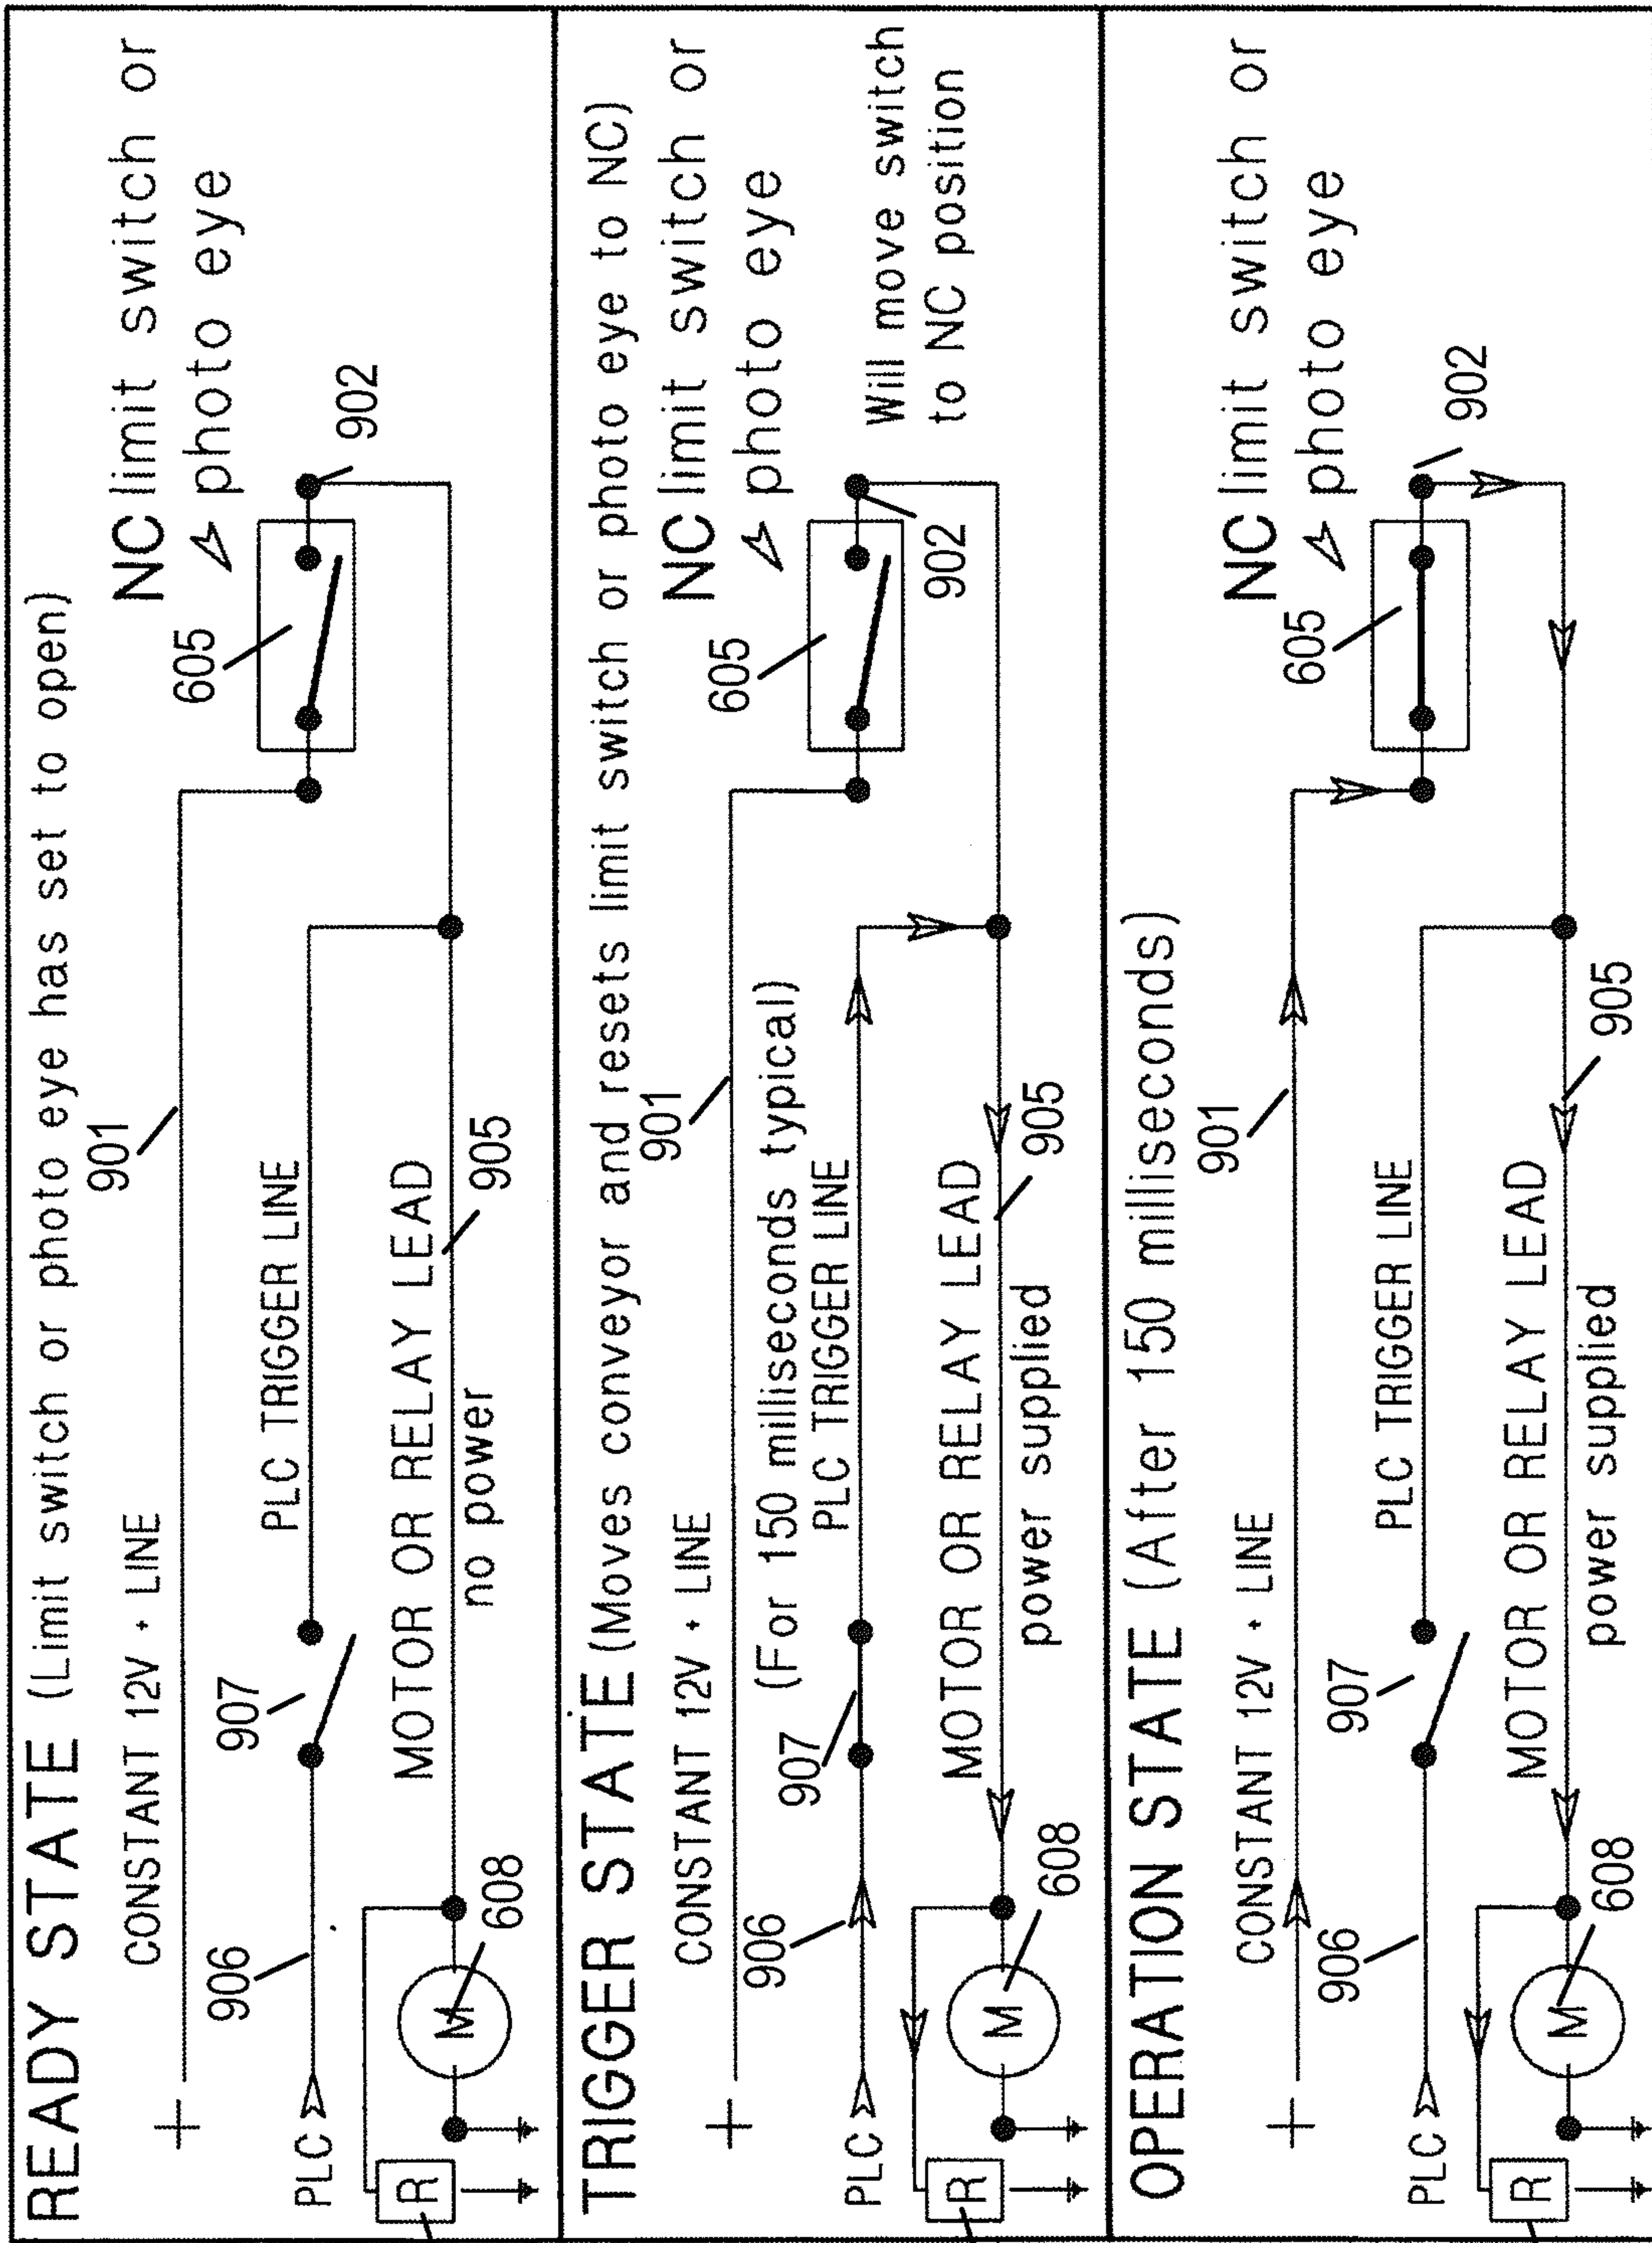 READY STATE (Limit switch or photo eye has set to open)
CONSTANT 12V + LINE
901
NC limit switch or
photo eye
605
902
907
PLC TRIGGER LINE
906
PLC
MOTOR OR RELAY LEAD
905
no power
R
M
608
TRIGGER STATE (Moves conveyor and resets limit switch or photo eye to NC)
CONSTANT 12V + LINE
901
NC limit switch or
photo eye
605
902
Will move switch
to NC position
(For 150 milliseconds typical)
907
PLC TRIGGER LINE
906
PLC
MOTOR OR RELAY LEAD
905
power supplied
R
M
608
OPERATION STATE (After 150 milliseconds)
CONSTANT 12V + LINE
901
NC limit switch or
photo eye
605
902
907
PLC TRIGGER LINE
906
PLC
MOTOR OR RELAY LEAD
905
power supplied
R
M
608